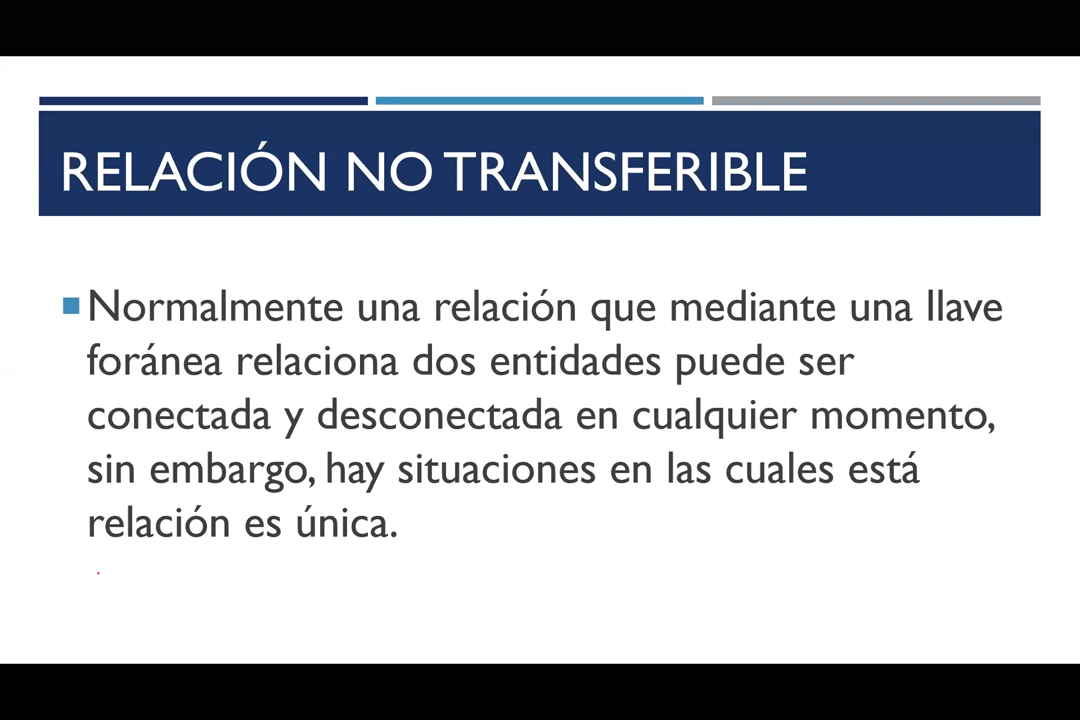 RELACIÓN NO TRANSFERIBLE
Normalmente una relación que mediante una llave
foránea relaciona dos entidades puede ser
conectada y desconectada en cualquier momento,
sin embargo, hay situaciones en las cuales está
relación es única.